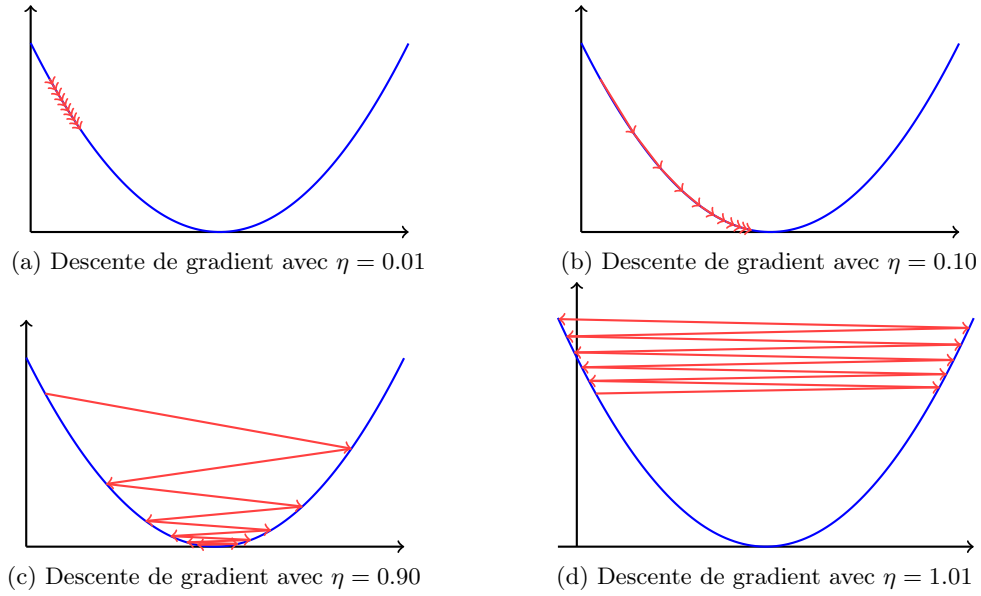 (a) Descente de gradient avec η = 0.01
(b) Descente de gradient avec η = 0.10
(c) Descente de gradient avec η = 0.90
(d) Descente de gradient avec η = 1.01